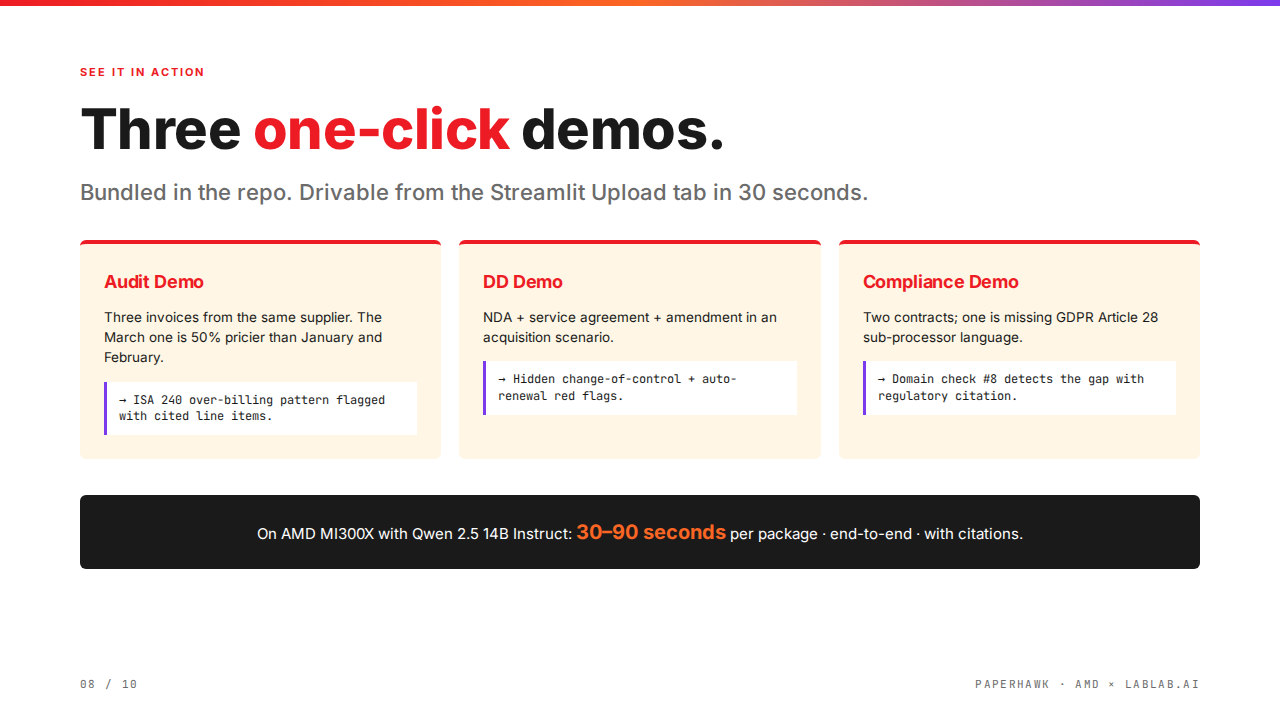 SEE IT IN ACTION
Three one-click demos.
Bundled in the repo. Drivable from the Streamlit Upload tab in 30 seconds.
Audit Demo
Three invoices from the same supplier. The
March one is 50% pricier than January and
February.
→ ISA 240 over-billing pattern flagged
with cited line items.
DD Demo
NDA + service agreement + amendment in an
acquisition scenario.
→ Hidden change-of-control + auto-
renewal red flags.
Compliance Demo
Two contracts; one is missing GDPR Article 28
sub-processor language.
→ Domain check #8 detects the gap with
regulatory citation.
On AMD MI300X with Qwen 2.5 14B Instruct: 30–90 seconds per package · end-to-end · with citations.
08 / 10
PAPERHAWK · AMD × LABLAB.AI